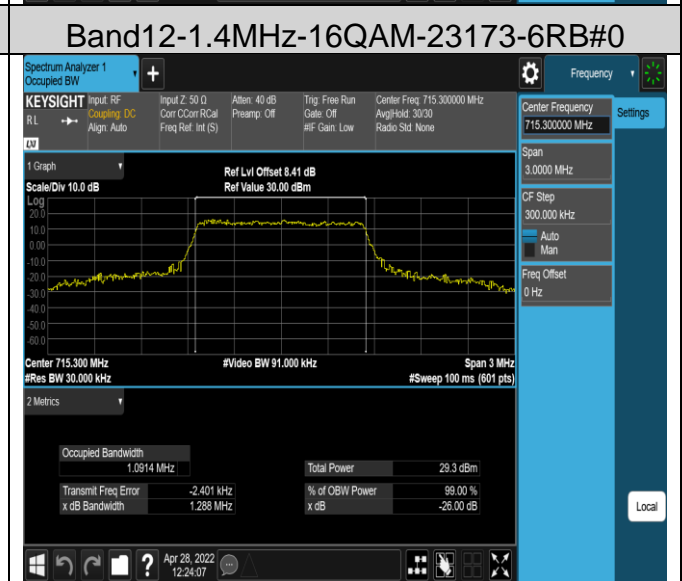 Band12-1.4MHz-16QAM-23173-6RB#0
Spectrum Analyzer 1
Occupied BW
+
Frequency
KEYSIGHT
RL
Input: RF
Coupling: DC
Align: Auto
Input Z: 50 Ω
Corr CCorr RCal
Freq Ref: Int (S)
Atten: 40 dB
Preamp: Off
Trig: Free Run
Gate: Off
#IF Gain: Low
Center Freq: 715.300000 MHz
Avg|Hold: 30/30
Radio Std: None
Center Frequency
715.300000 MHz
Settings
Span
3.0000 MHz
CF Step
300.000 kHz
Auto
Man
Freq Offset
0 Hz
1 Graph
Scale/Div 10.0 dB
Ref Lvl Offset 8.41 dB
Ref Value 30.00 dBm
Log
20.0
10.0
0.00
-10.0
-20.0
-30.0
-40.0
-50.0
-60.0
Center 715.300 MHz
#Video BW 91.000 kHz
Span 3 MHz
#Res BW 30.000 kHz
#Sweep 100 ms (601 pts)
2 Metrics
Occupied Bandwidth
1.0914 MHz
Total Power 29.3 dBm
Transmit Freq Error -2.401 kHz
% of OBW Power 99.00 %
x dB Bandwidth 1.288 MHz
x dB -26.00 dB
Local
?
Apr 28, 2022
12:24:07